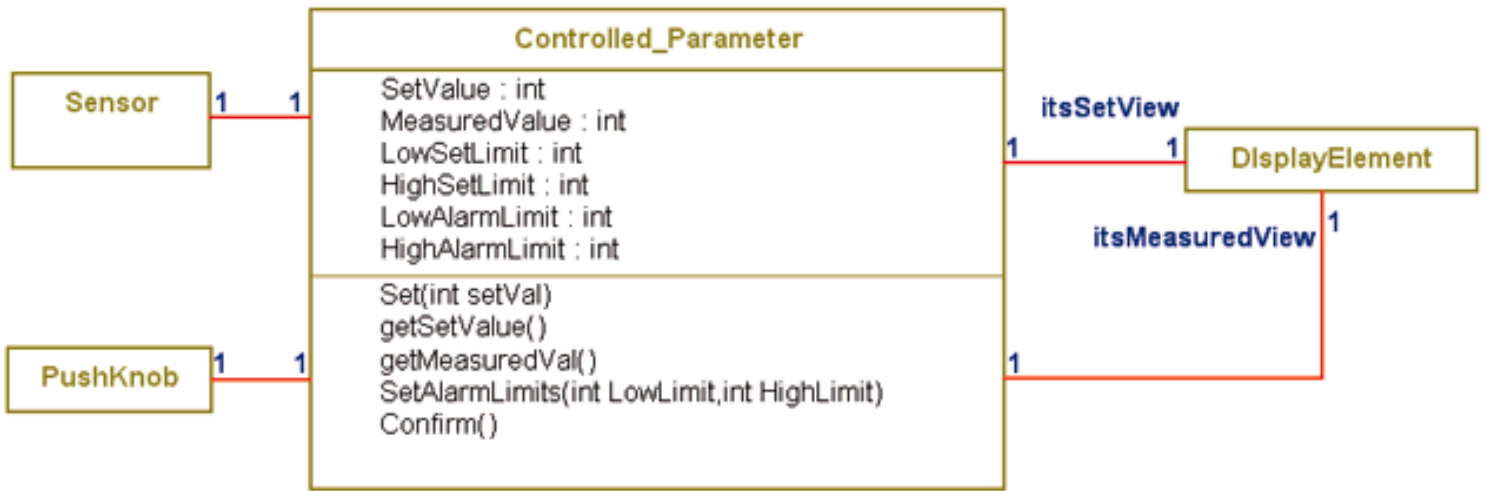 Controlled_Parameter
Sensor
1
1
SetValue : int
MeasuredValue : int
LowSetLimit : int
HighSetLimit : int
LowAlarmLimit : int
HighAlarmLimit : int
itsSetView
1
1
DIsplayElement
itsMeasuredView
1
Set(int setVal)
getSetValue()
getMeasuredVal()
SetAlarmLimits(int LowLimit,int HighLimit)
Confirm()
PushKnob
1
1
1